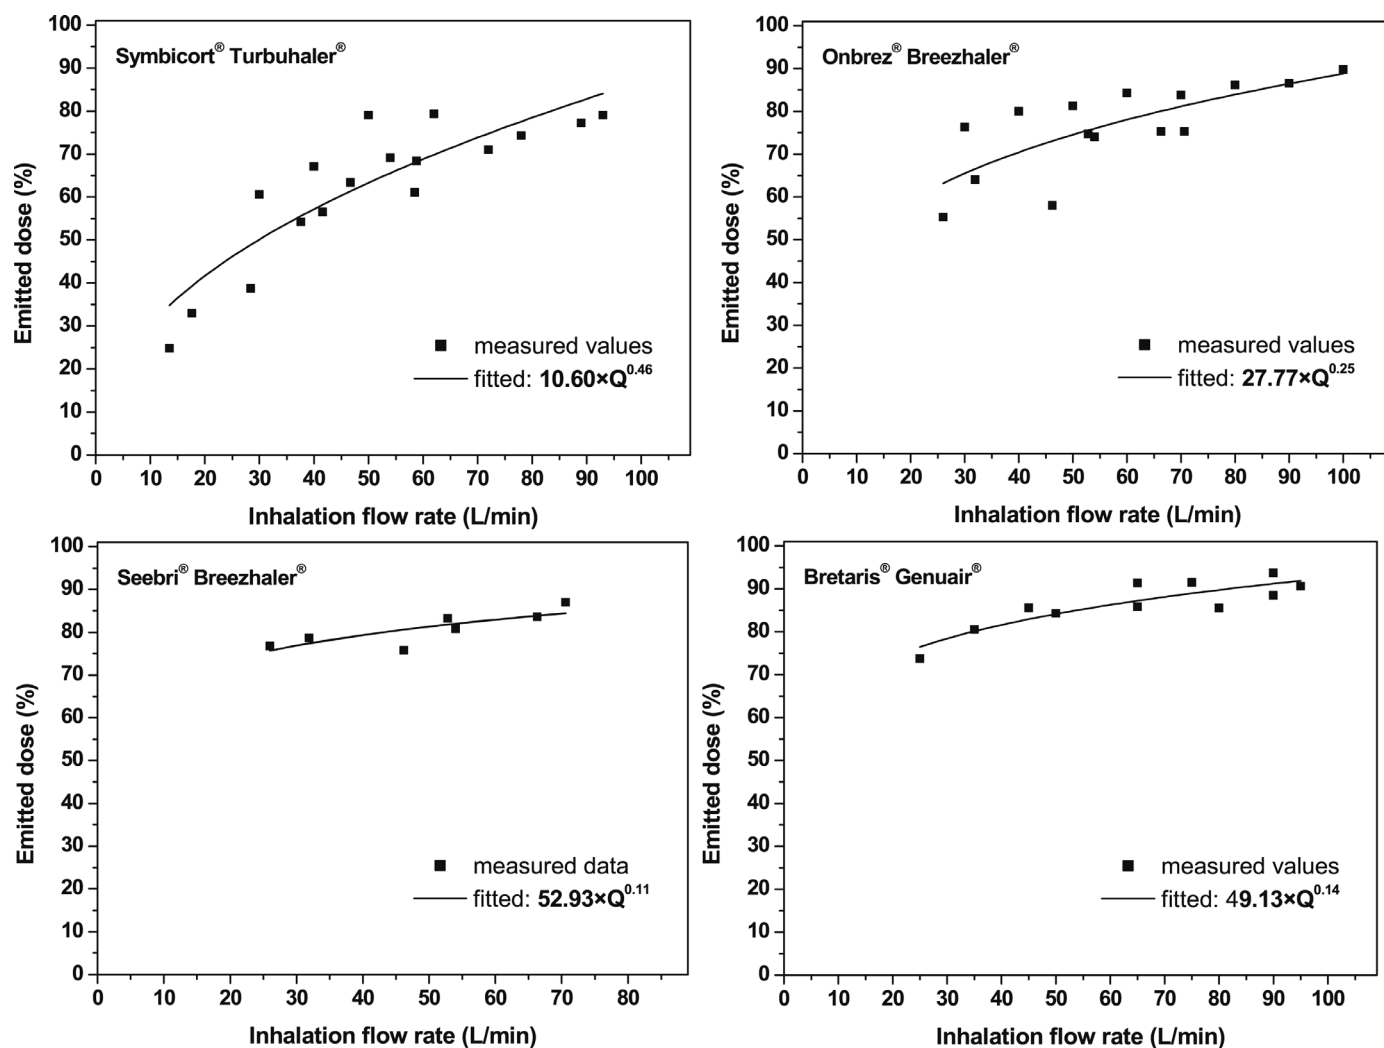 Symbicort® Turbuhaler®
100
90
80
70
60
50
40
30
20
10
0
Emitted dose (%)
measured values
fitted: 10.60×Q^0.46
0 10 20 30 40 50 60 70 80 90 100
Inhalation flow rate (L/min)
Onbrez® Breezhaler®
100
90
80
70
60
50
40
30
20
10
0
Emitted dose (%)
measured values
fitted: 27.77×Q^0.25
0 10 20 30 40 50 60 70 80 90 100
Inhalation flow rate (L/min)
Seebri® Breezhaler®
100
90
80
70
60
50
40
30
20
10
0
Emitted dose (%)
measured data
fitted: 52.93×Q^0.11
0 10 20 30 40 50 60 70 80
Inhalation flow rate (L/min)
Bretaris® Genuair®
100
90
80
70
60
50
40
30
20
10
0
Emitted dose (%)
measured values
fitted: 49.13×Q^0.14
0 10 20 30 40 50 60 70 80 90 100
Inhalation flow rate (L/min)